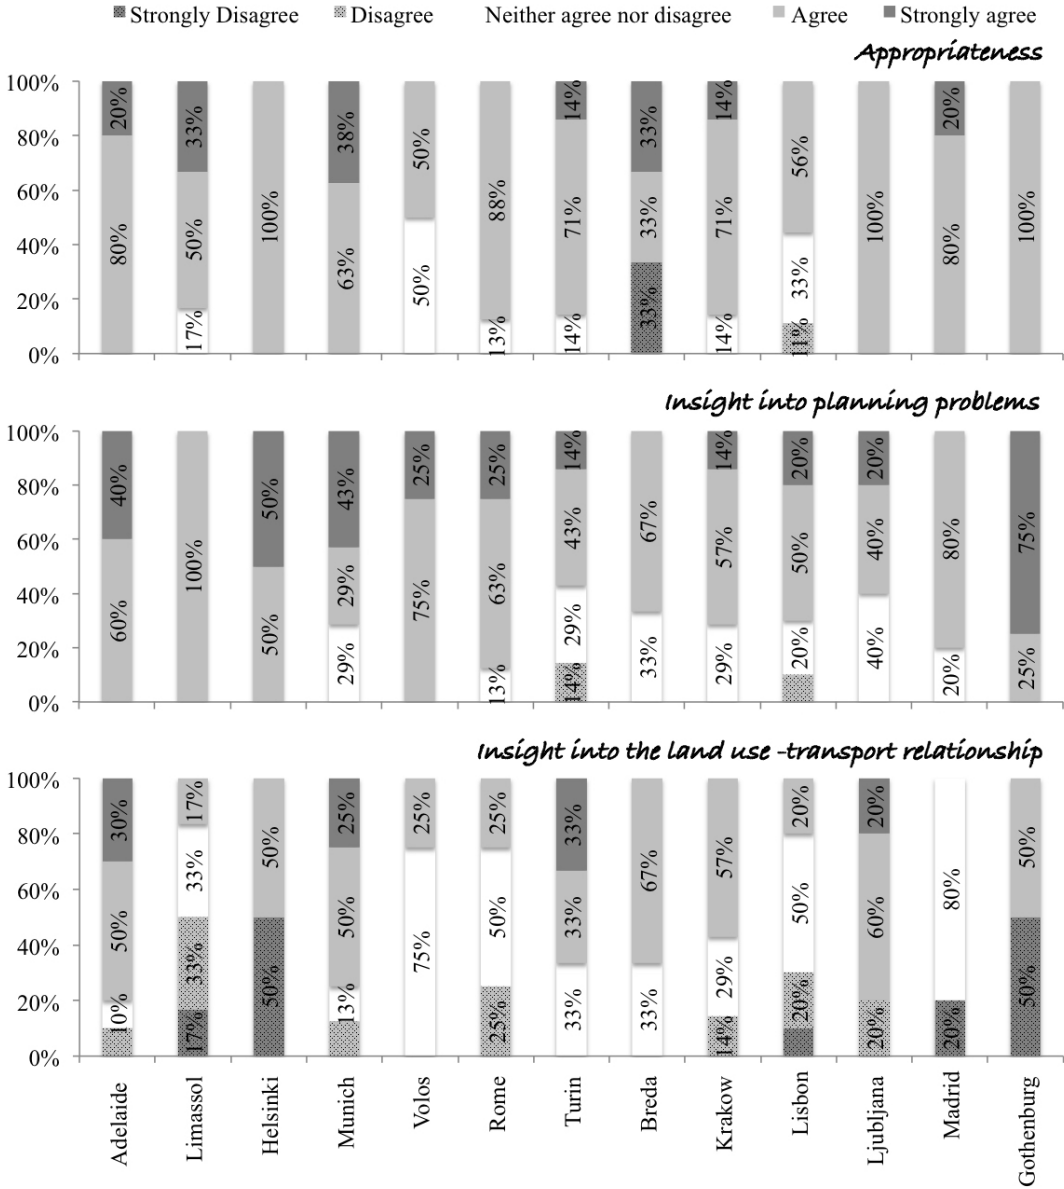 Strongly Disagree Disagree Neither agree nor disagree Agree Strongly agree
Appropriateness
100%
80%
60%
40%
20%
0%
80% 20%
17% 50% 33%
100%
63% 38%
50% 50%
13% 88%
14% 71% 14%
33% 33% 33%
14% 71% 14%
11% 33% 56%
100%
80% 20%
100%
Insight into planning problems
100%
80%
60%
40%
20%
0%
60% 40%
100%
50% 50%
29% 29% 43%
75% 25%
13% 63% 25%
14% 29% 43% 14%
33% 67%
29% 57% 14%
20% 50% 20%
40% 40% 20%
20% 80%
25% 75%
Insight into the land use -transport relationship
100%
80%
60%
40%
20%
0%
10% 50% 30%
17% 33% 33% 17%
50% 50%
13% 50% 25%
75% 25%
25% 50% 25%
33% 33% 33%
33% 67%
14% 29% 57%
20% 50% 20%
20% 60% 20%
20% 80%
50% 50%
Adelaide
Limassol
Helsinki
Munich
Volos
Rome
Turin
Breda
Krakow
Lisbon
Ljubljana
Madrid
Gothenburg